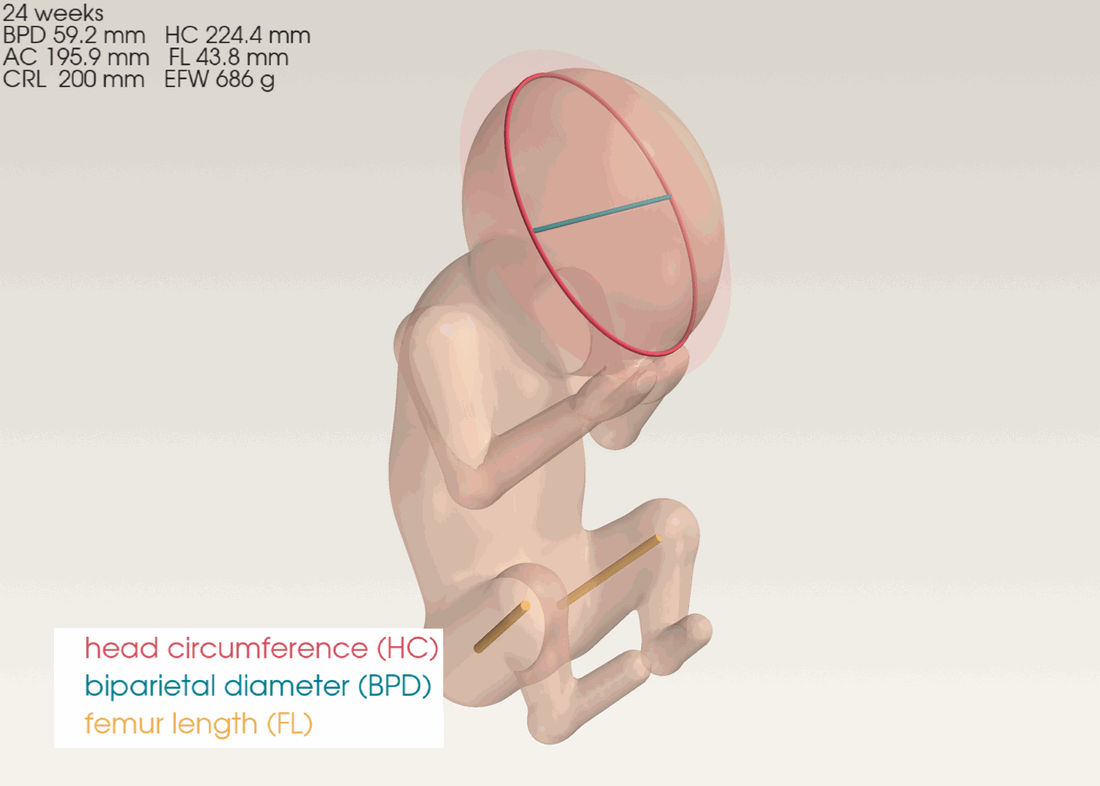 24 weeks
BPD 59.2 mm HC 224.4 mm
AC 195.9 mm FL 43.8 mm
CRL 200 mm EFW 686 g
head circumference (HC)
biparietal diameter (BPD)
femur length (FL)